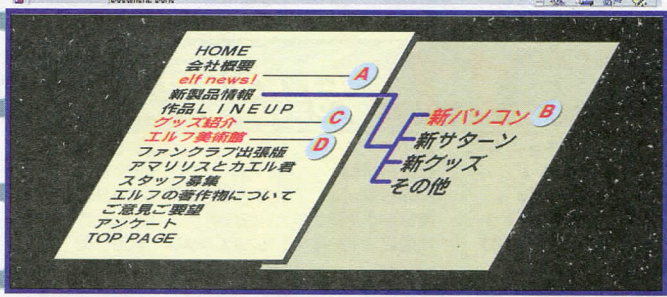 HOME
会社概要
elf news!
A
新製品情報
作品LINEUP
グッズ紹介
C
エルフ美術館
D
ファンクラブ出張版
アマリリスとカエル君
スタッフ募集
エルフの著作物について
ご意見ご要望
アンケート
TOP PAGE
新パソコン
B
新サターン
新グッズ
その他